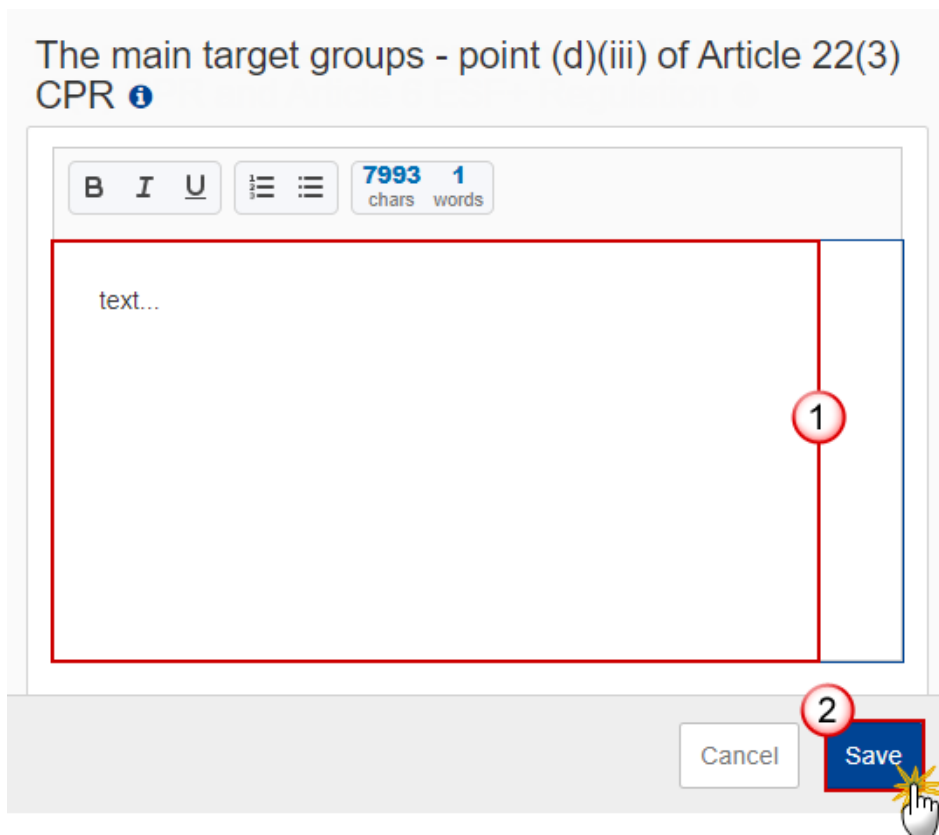 The main target groups - point (d)(iii) of Article 22(3)
CPR
B I U 7993 1
chars words
text...
1
2
Cancel Save